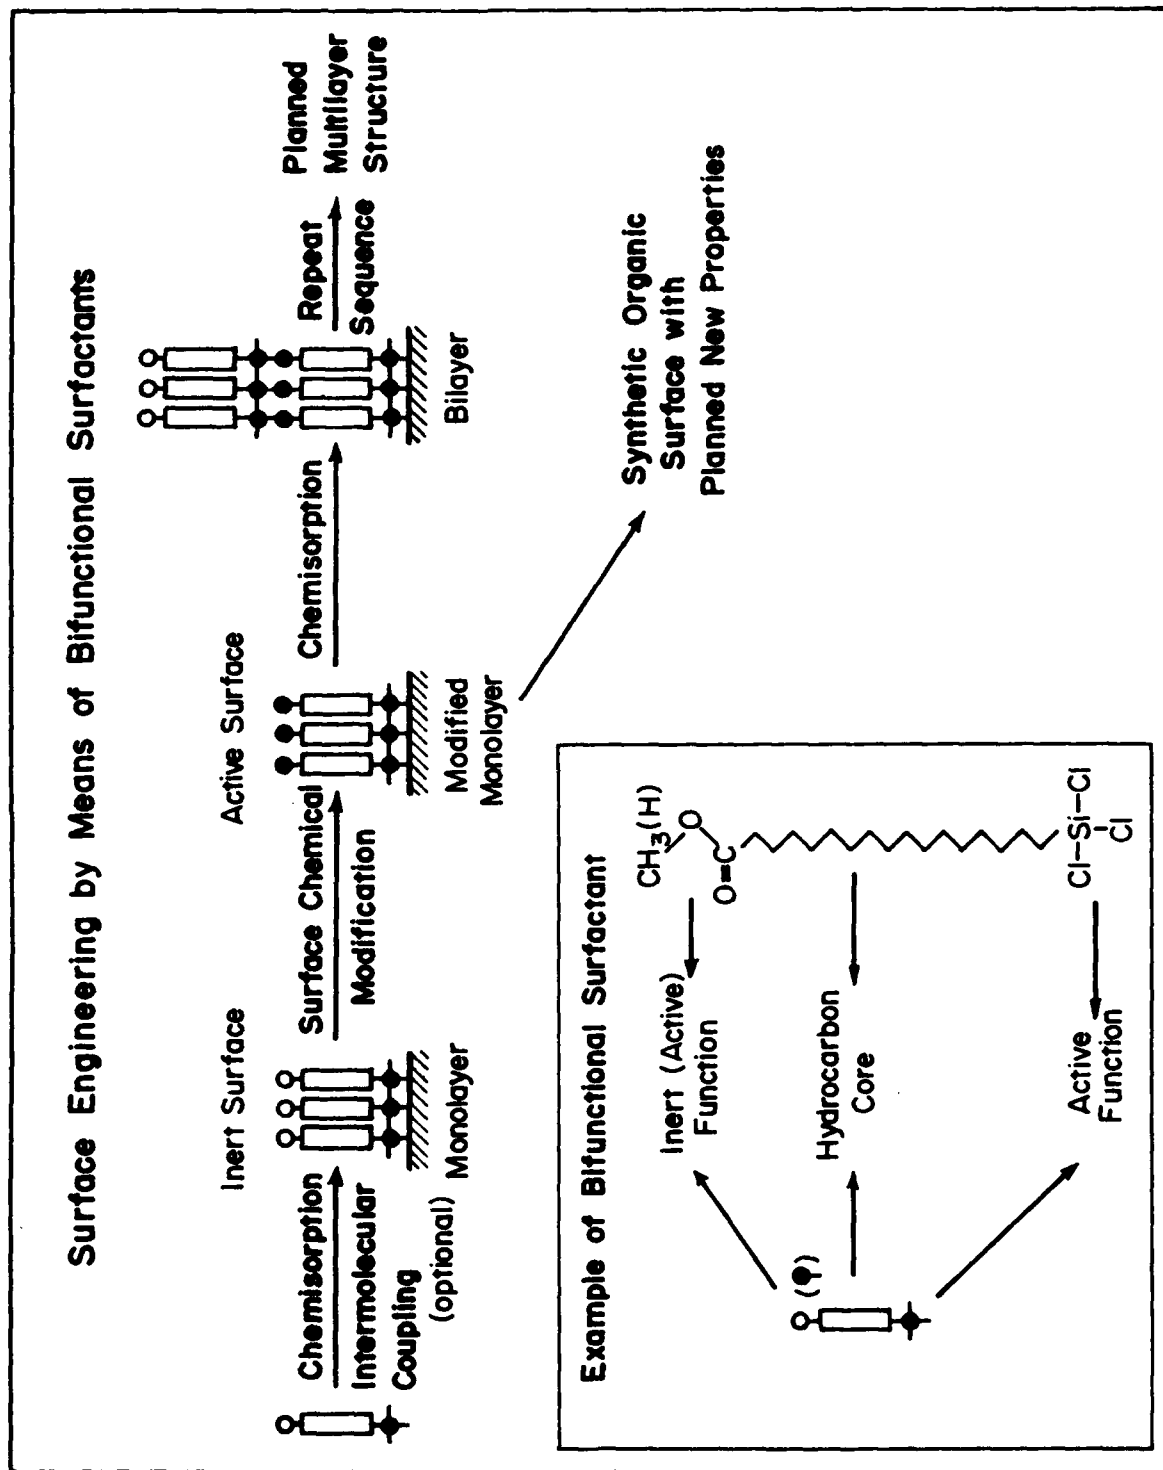 Surface Engineering by Means of Bifunctional Surfactants
Inert Surface
Active Surface
Chemisorption
Intermolecular
Coupling
(optional)
Monolayer
Surface Chemical
Modification
Modified
Monolayer
Chemisorption
Bilayer
Repeat
Sequence
Planned
Multilayer
Structure
Synthetic Organic
Surface with
Planned New Properties
Example of Bifunctional Surfactant
Inert (Active)
Function
Hydrocarbon
Core
Active
Function
CH₃(H)
O
O=C
Cl—Si—Cl
Cl